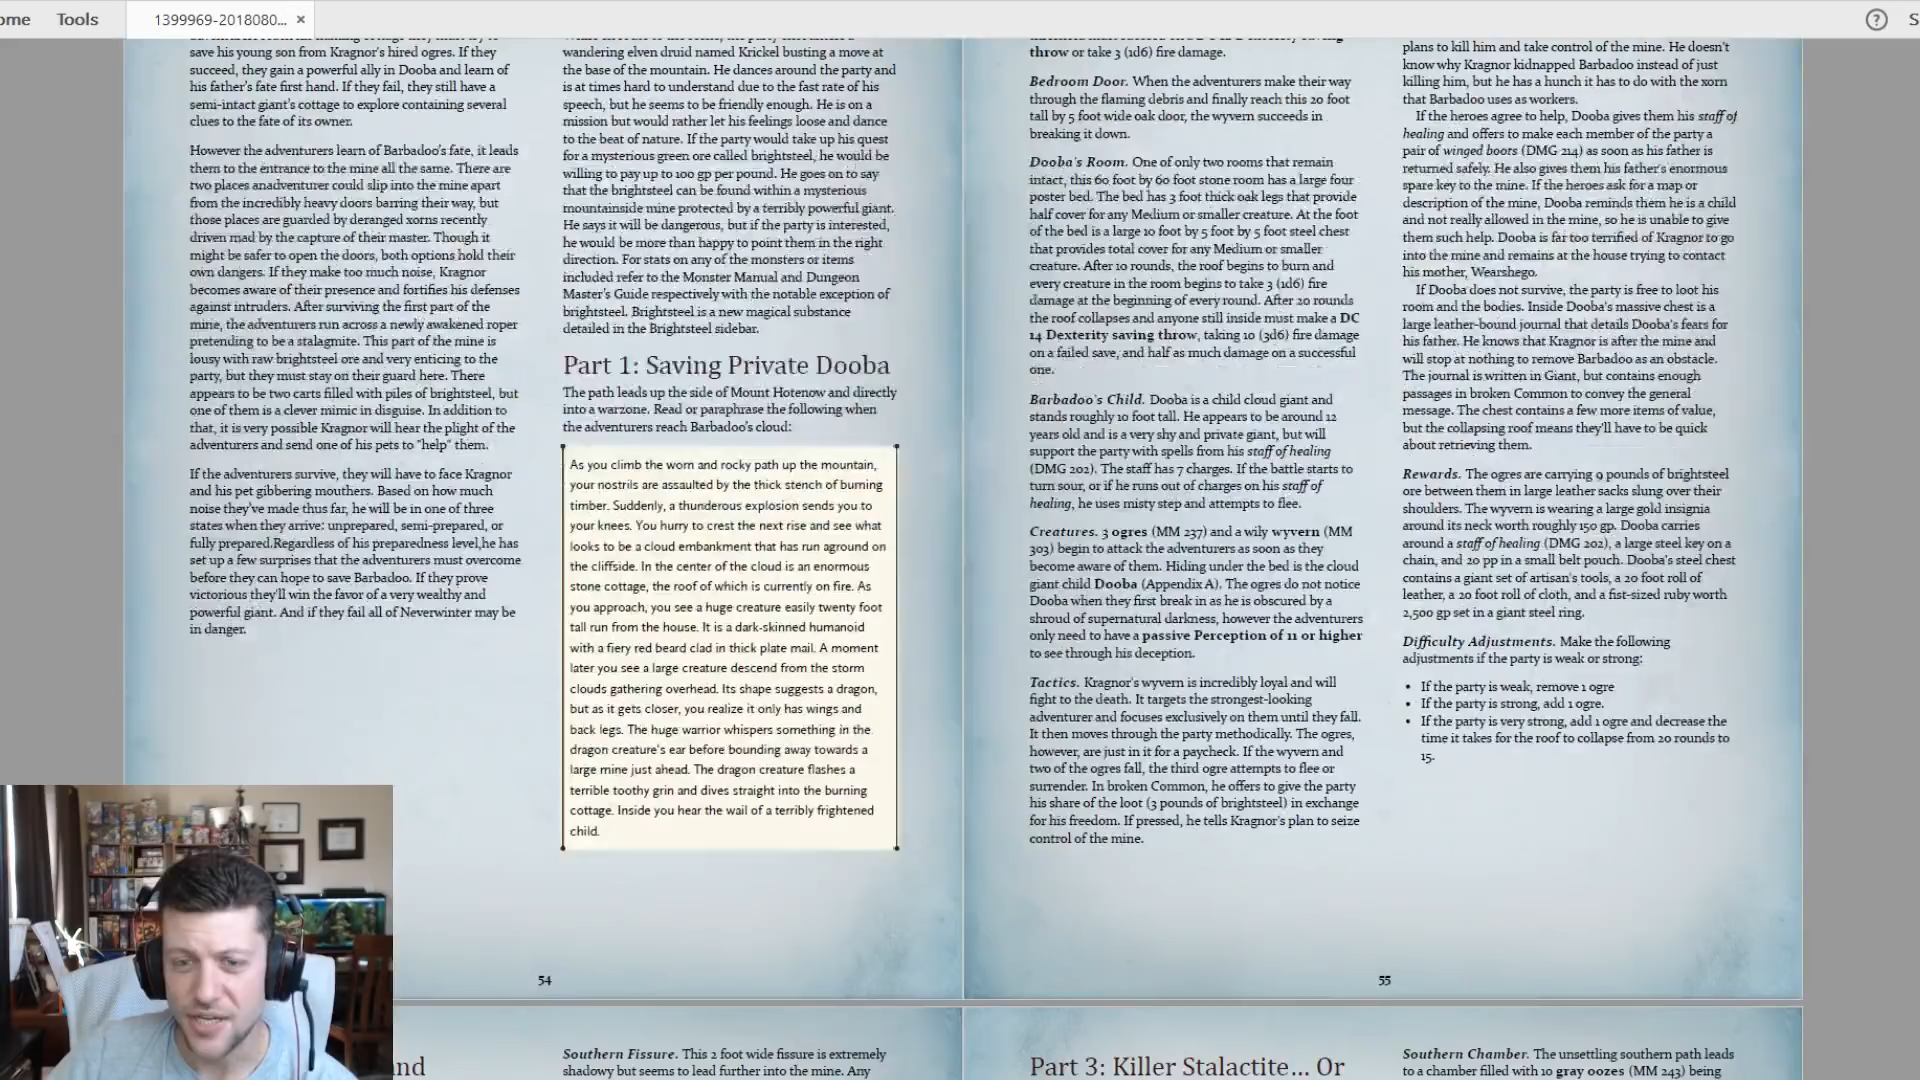 ome
Tools
1399969-2018080...
×
?
S
save his young son from Kragnor's hired ogres. If they
succeed, they gain a powerful ally in Dooba and learn of
his father's fate first hand. If they fail, they still have a
semi-intact giant's cottage to explore containing several
clues to the fate of its owner.
However the adventurers learn of Barbadoo's fate, it leads
them to the entrance to the mine all the same. There are
two places anadventurer could slip into the mine apart
from the incredibly heavy doors barring their way, but
those places are guarded by deranged xorns recently
driven mad by the capture of their master. Though it
might be safer to open the doors, both options hold their
own dangers. If they make too much noise, Kragnor
becomes aware of their presence and fortifies his defenses
against intruders. After surviving the first part of the
mine, the adventurers run across a newly awakened roper
pretending to be a stalagmite. This part of the mine is
lousy with raw brightsteel ore and very enticing to the
party, but they must stay on their guard here. There
appears to be two carts filled with piles of brightsteel, but
one of them is a clever mimic in disguise. In addition to
that, it is very possible Kragnor will hear the plight of the
adventurers and send one of his pets to "help" them.
If the adventurers survive, they will have to face Kragnor
and his pet gibbering mouthers. Based on how much
noise they've made thus far, he will be in one of three
states when they arrive: unprepared, semi-prepared, or
fully prepared.Regardless of his preparedness level,he has
set up a few surprises that the adventurers must overcome
before they can hope to save Barbadoo. If they prove
victorious they'll win the favor of a very wealthy and
powerful giant. And if they fail all of Neverwinter may be
in danger.
wandering elven druid named Krickel busting a move at
the base of the mountain. He dances around the party and
is at times hard to understand due to the fast rate of his
speech, but he seems to be friendly enough. He is on a
mission but would rather let his feelings loose and dance
to the beat of nature. If the party would take up his quest
for a mysterious green ore called brightsteel, he would be
willing to pay up to 100 gp per pound. He goes on to say
that the brightsteel can be found within a mysterious
mountainside mine protected by a terribly powerful giant.
He says it will be dangerous, but if the party is interested,
he would be more than happy to point them in the right
direction. For stats on any of the monsters or items
included refer to the Monster Manual and Dungeon
Master's Guide respectively with the notable exception of
brightsteel. Brightsteel is a new magical substance
detailed in the Brightsteel sidebar.
Part 1: Saving Private Dooba
The path leads up the side of Mount Hotenow and directly
into a warzone. Read or paraphrase the following when
the adventurers reach Barbadoo's cloud:
As you climb the worn and rocky path up the mountain,
your nostrils are assaulted by the thick stench of burning
timber. Suddenly, a thunderous explosion sends you to
your knees. You hurry to crest the next rise and see what
looks to be a cloud embankment that has run aground on
the cliffside. In the center of the cloud is an enormous
stone cottage, the roof of which is currently on fire. As
you approach, you see a huge creature easily twenty foot
tall run from the house. It is a dark-skinned humanoid
with a fiery red beard clad in thick plate mail. A moment
later you see a large creature descend from the storm
clouds gathering overhead. Its shape suggests a dragon,
but as it gets closer, you realize it only has wings and
back legs. The huge warrior whispers something in the
dragon creature's ear before bounding away towards a
large mine just ahead. The dragon creature flashes a
terrible toothy grin and dives straight into the burning
cottage. Inside you hear the wail of a terribly frightened
child.
54
throw or take 3 (1d6) fire damage.
Bedroom Door. When the adventurers make their way
through the flaming debris and finally reach this 20 foot
tall by 5 foot wide oak door, the wyvern succeeds in
breaking it down.
Dooba's Room. One of only two rooms that remain
intact, this 60 foot by 60 foot stone room has a large four
poster bed. The bed has 3 foot thick oak legs that provide
half cover for any Medium or smaller creature. At the foot
of the bed is a large 10 foot by 5 foot by 5 foot steel chest
that provides total cover for any Medium or smaller
creature. After 10 rounds, the roof begins to burn and
every creature in the room begins to take 3 (1d6) fire
damage at the beginning of every round. After 20 rounds
the roof collapses and anyone still inside must make a DC
14 Dexterity saving throw, taking 10 (3d6) fire damage
on a failed save, and half as much damage on a successful
one.
Barbadoo's Child. Dooba is a child cloud giant and
stands roughly 10 foot tall. He appears to be around 12
years old and is a very shy and private giant, but will
support the party with spells from his staff of healing
(DMG 202). The staff has 7 charges. If the battle starts to
turn sour, or if he runs out of charges on his staff of
healing, he uses misty step and attempts to flee.
Creatures. 3 ogres (MM 237) and a wily wyvern (MM
303) begin to attack the adventurers as soon as they
become aware of them. Hiding under the bed is the cloud
giant child Dooba (Appendix A). The ogres do not notice
Dooba when they first break in as he is obscured by a
shroud of supernatural darkness, however the adventurers
only need to have a passive Perception of 11 or higher
to see through his deception.
Tactics. Kragnor's wyvern is incredibly loyal and will
fight to the death. It targets the strongest-looking
adventurer and focuses exclusively on them until they fall.
It then moves through the party methodically. The ogres,
however, are just in it for a paycheck. If the wyvern and
two of the ogres fall, the third ogre attempts to flee or
surrender. In broken Common, he offers to give the party
his share of the loot (3 pounds of brightsteel) in exchange
for his freedom. If pressed, he tells Kragnor's plan to seize
control of the mine.
plans to kill him and take control of the mine. He doesn't
know why Kragnor kidnapped Barbadoo instead of just
killing him, but he has a hunch it has to do with the xorn
that Barbadoo uses as workers.
If the heroes agree to help, Dooba gives them his staff of
healing and offers to make each member of the party a
pair of winged boots (DMG 214) as soon as his father is
returned safely. He also gives them his father's enormous
spare key to the mine. If the heroes ask for a map or
description of the mine, Dooba reminds them he is a child
and not really allowed in the mine, so he is unable to give
them such help. Dooba is far too terrified of Kragnor to go
into the mine and remains at the house trying to contact
his mother, Wearshego.
If Dooba does not survive, the party is free to loot his
room and the bodies. Inside Dooba's massive chest is a
large leather-bound journal that details Dooba's fears for
his father. He knows that Kragnor is after the mine and
will stop at nothing to remove Barbadoo as an obstacle.
The journal is written in Giant, but contains enough
passages in broken Common to convey the general
message. The chest contains a few more items of value,
but the collapsing roof means they'll have to be quick
about retrieving them.
Rewards. The ogres are carrying 9 pounds of brightsteel
ore between them in large leather sacks slung over their
shoulders. The wyvern is wearing a large gold insignia
around its neck worth roughly 150 gp. Dooba carries
around a staff of healing (DMG 202), a large steel key on a
chain, and 20 pp in a small belt pouch. Dooba's steel chest
contains a giant set of artisan's tools, a 20 foot roll of
leather, a 20 foot roll of cloth, and a fist-sized ruby worth
2,500 gp set in a giant steel ring.
Difficulty Adjustments. Make the following
adjustments if the party is weak or strong:
• If the party is weak, remove 1 ogre
• If the party is strong, add 1 ogre.
• If the party is very strong, add 1 ogre and decrease the
time it takes for the roof to collapse from 20 rounds to
15.
55
nd
Southern Fissure. This 2 foot wide fissure is extremely
shadowy but seems to lead further into the mine. Any
Part 3: Killer Stalactite... Or
Southern Chamber. The unsettling southern path leads
to a chamber filled with 10 gray oozes (MM 243) being